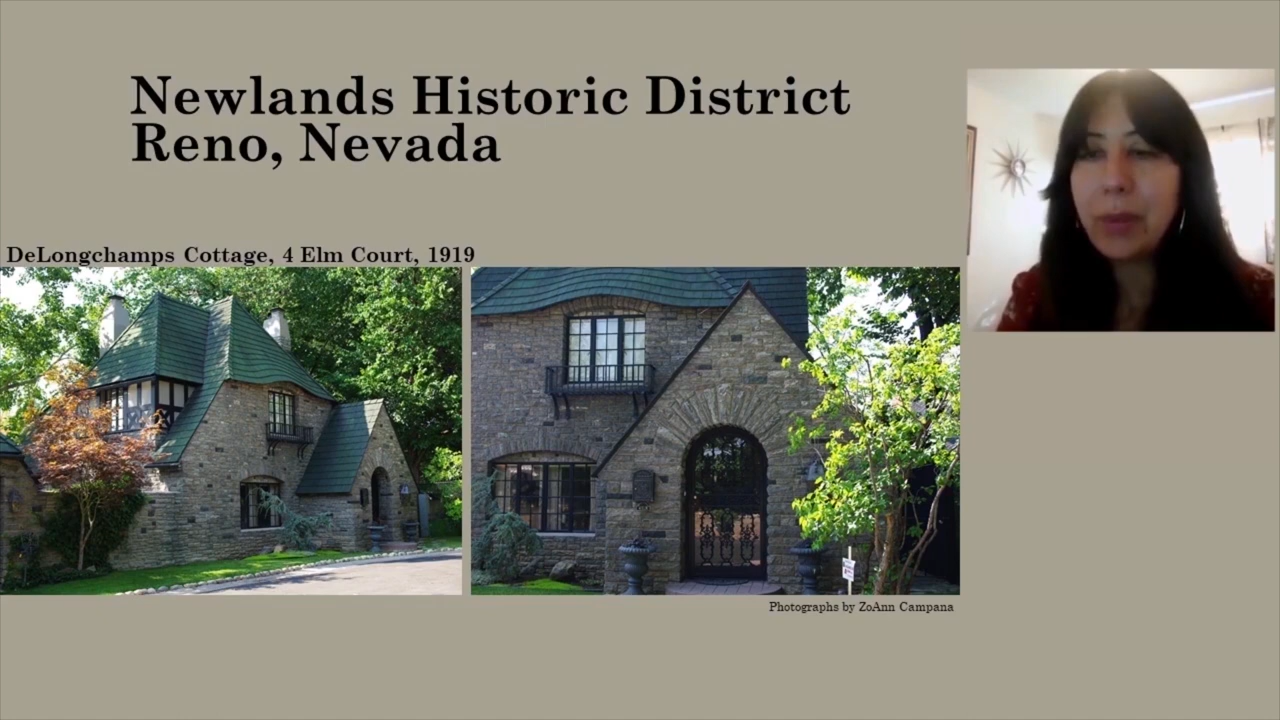 Newlands Historic District
Reno, Nevada
DeLongchamps Cottage, 4 Elm Court, 1919
Photographs by ZoAnn Campana